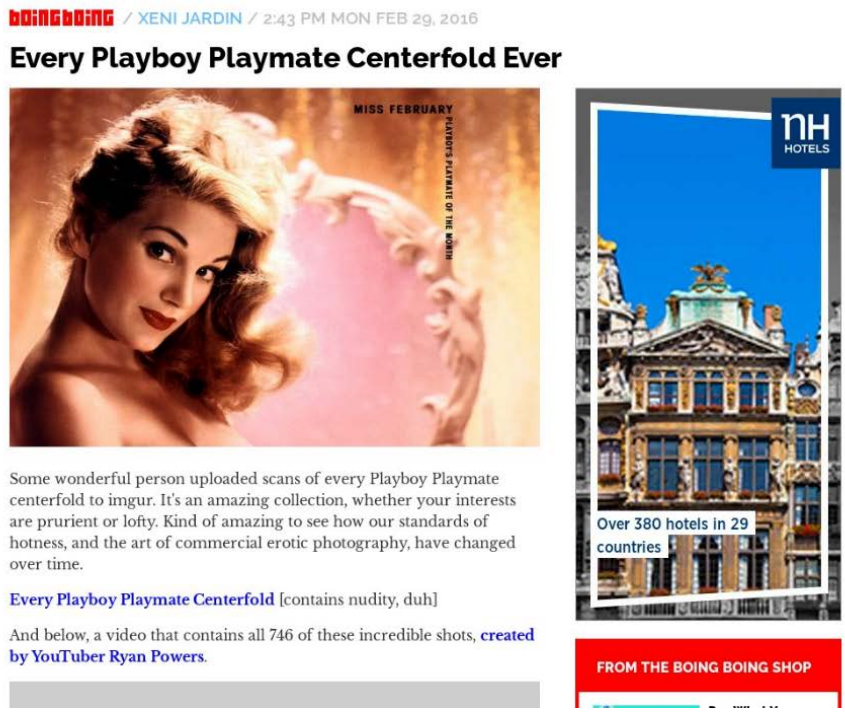 boingboing / XENI JARDIN / 2:43 PM MON FEB 29, 2016
Every Playboy Playmate Centerfold Ever
MISS FEBRUARY
PLAYBOY'S PLAYMATE OF THE MONTH
nH
HOTELS
Over 380 hotels in 29
countries
Some wonderful person uploaded scans of every Playboy Playmate
centerfold to imgur. It's an amazing collection, whether your interests
are prurient or lofty. Kind of amazing to see how our standards of
hotness, and the art of commercial erotic photography, have changed
over time.
Every Playboy Playmate Centerfold [contains nudity, duh]
And below, a video that contains all 746 of these incredible shots, created
by YouTuber Ryan Powers.
FROM THE BOING BOING SHOP